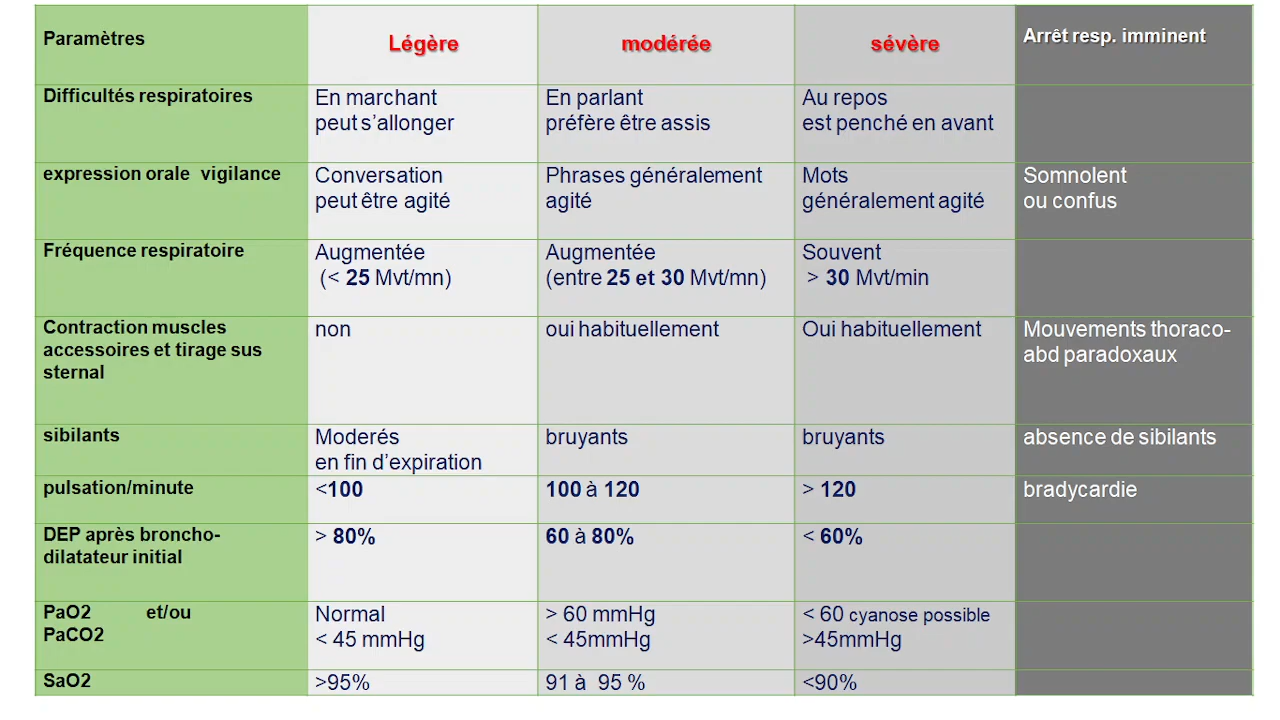 Paramètres
Légère
modérée
sévère
Arrêt resp. imminent
Difficultés respiratoires
En marchant
peut s’allonger
En parlant
préfère être assis
Au repos
est penché en avant
expression orale vigilance
Conversation
peut être agité
Phrases généralement
agité
Mots
généralement agité
Somnolent
ou confus
Fréquence respiratoire
Augmentée
(< 25 Mvt/mn)
Augmentée
(entre 25 et 30 Mvt/mn)
Souvent
> 30 Mvt/min
Contraction muscles
accessoires et tirage sus
sternal
non
oui habituellement
Oui habituellement
Mouvements thoraco-
abd paradoxaux
sibilants
Moderés
en fin d’expiration
bruyants
bruyants
absence de sibilants
pulsation/minute
<100
100 à 120
> 120
bradycardie
DEP après broncho-
dilatateur initial
> 80%
60 à 80%
< 60%
PaO2 et/ou
PaCO2
Normal
< 45 mmHg
> 60 mmHg
< 45mmHg
< 60 cyanose possible
>45mmHg
SaO2
>95%
91 à 95 %
<90%